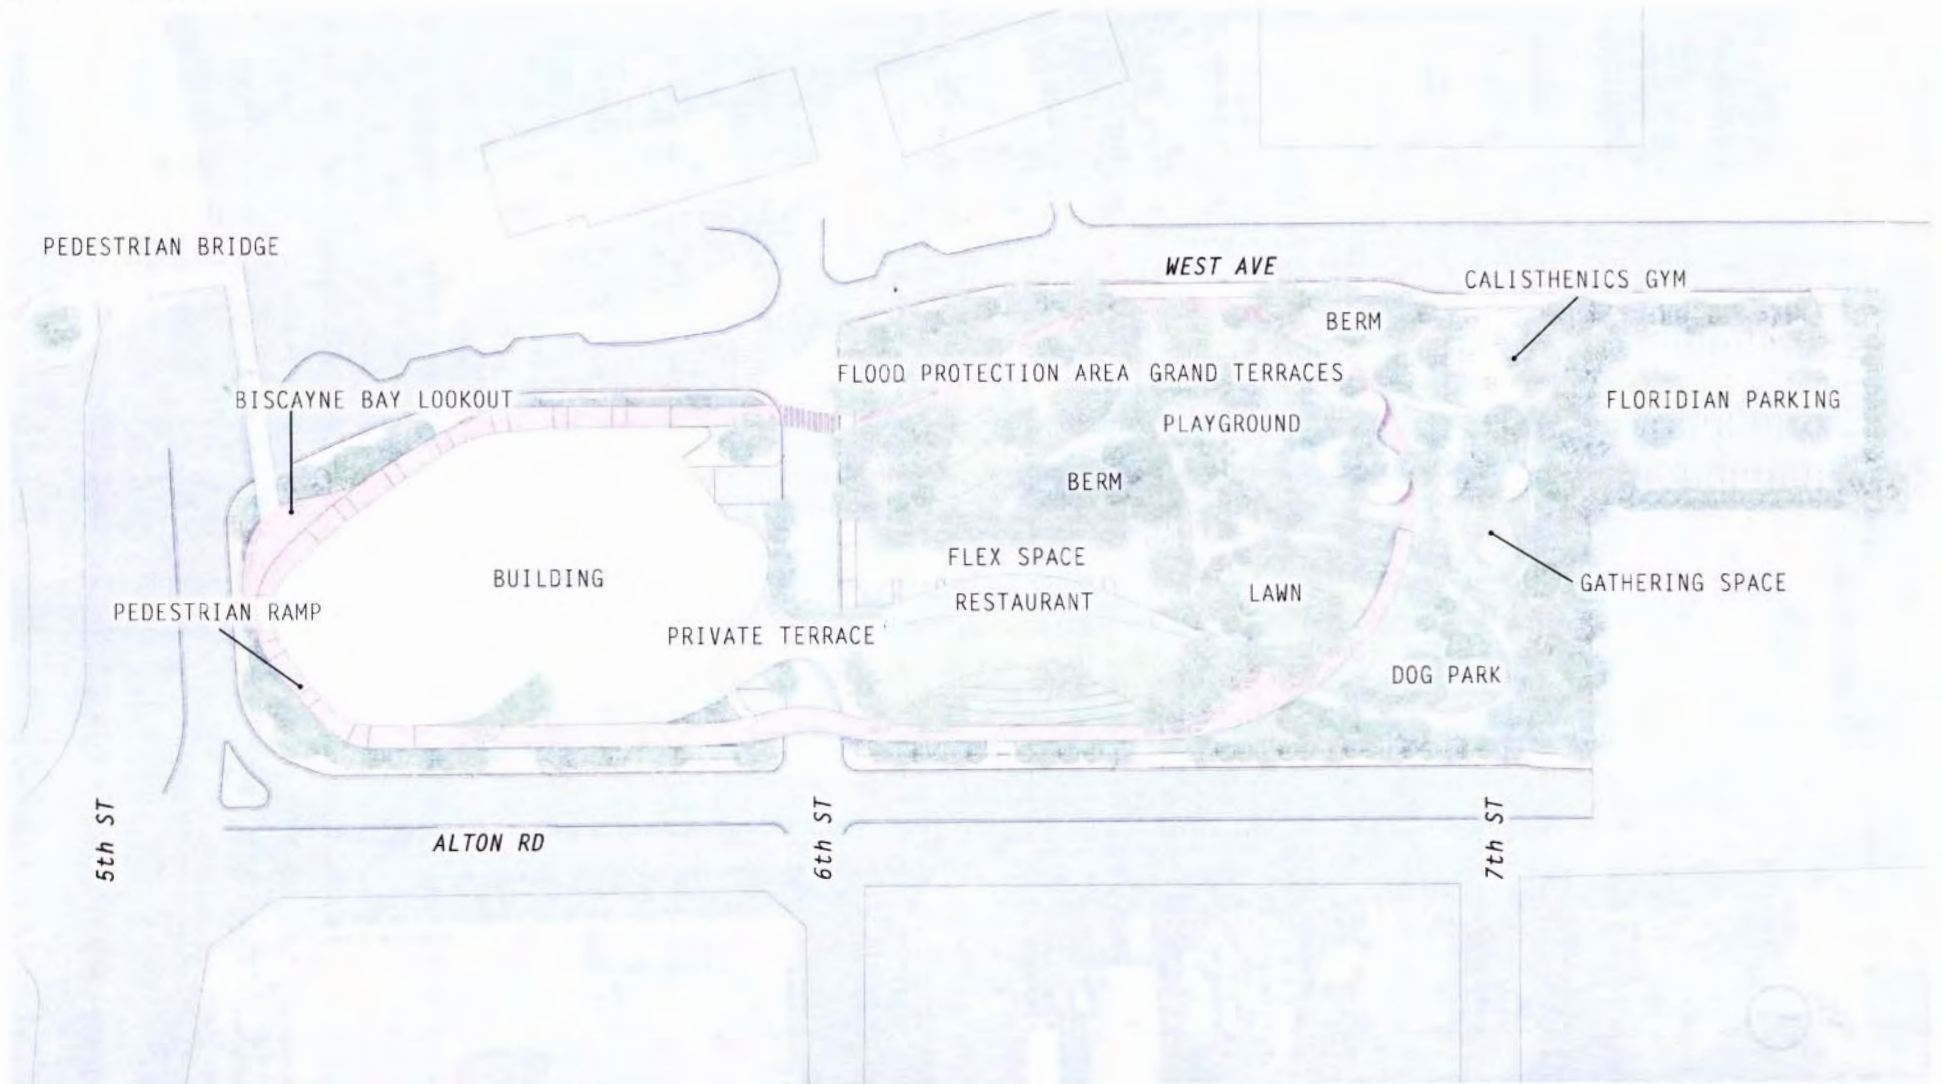 PEDESTRIAN BRIDGE
WEST AVE
CALISTHENICS GYM
BERM
FLOOD PROTECTION AREA GRAND TERRACES
BISCAYNE BAY LOOKOUT
FLORIDIAN PARKING
PLAYGROUND
BERM
FLEX SPACE
BUILDING
GATHERING SPACE
RESTAURANT
LAWN
PEDESTRIAN RAMP
PRIVATE TERRACE
DOG PARK
5th ST
6th ST
7th ST
ALTON RD